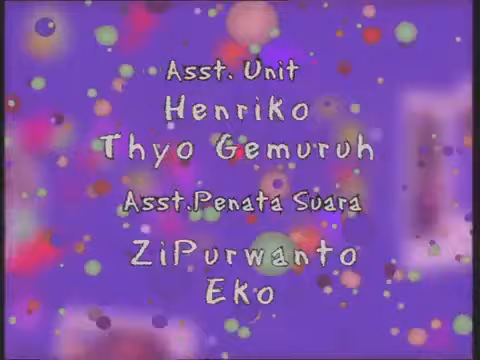 Asst. Unit
Henriko
Thyo Gemuruh
Asst.Penata Suara
ZiPurwanto
Eko